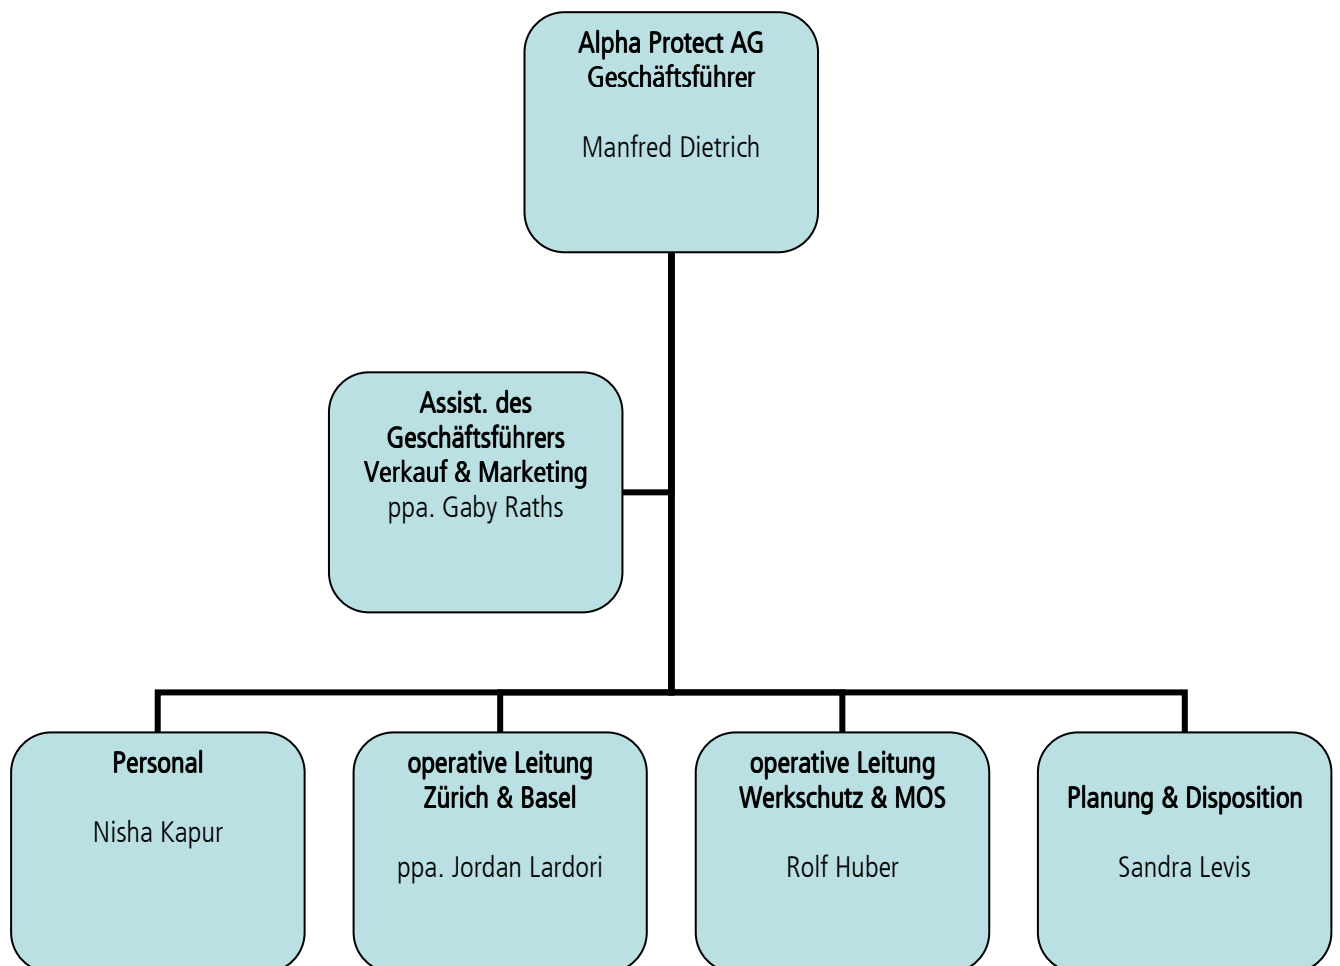 Alpha Protect AG
Geschäftsführer
Manfred Dietrich
Assist. des
Geschäftsführers
Verkauf & Marketing
ppa. Gaby Raths
Personal
Nisha Kapur
operative Leitung
Zürich & Basel
ppa. Jordan Lardori
operative Leitung
Werkschutz & MOS
Rolf Huber
Planung & Disposition
Sandra Levis